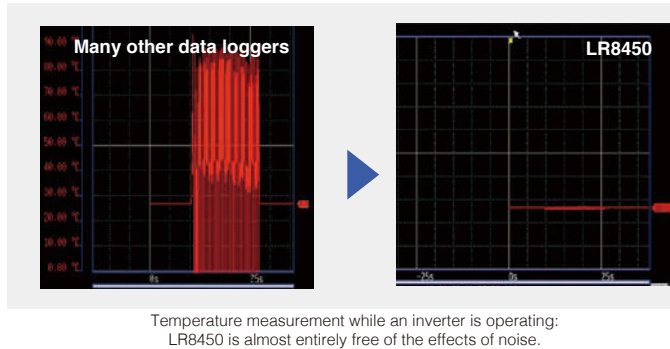 Many other data loggers
LR8450
90.00 ℃
80.00 ℃
70.00 ℃
60.00 ℃
50.00 ℃
40.00 ℃
30.00 ℃
20.00 ℃
10.00 ℃
0.00 ℃
0s
25s
-25s
0s
25s
Temperature measurement while an inverter is operating:
LR8450 is almost entirely free of the effects of noise.